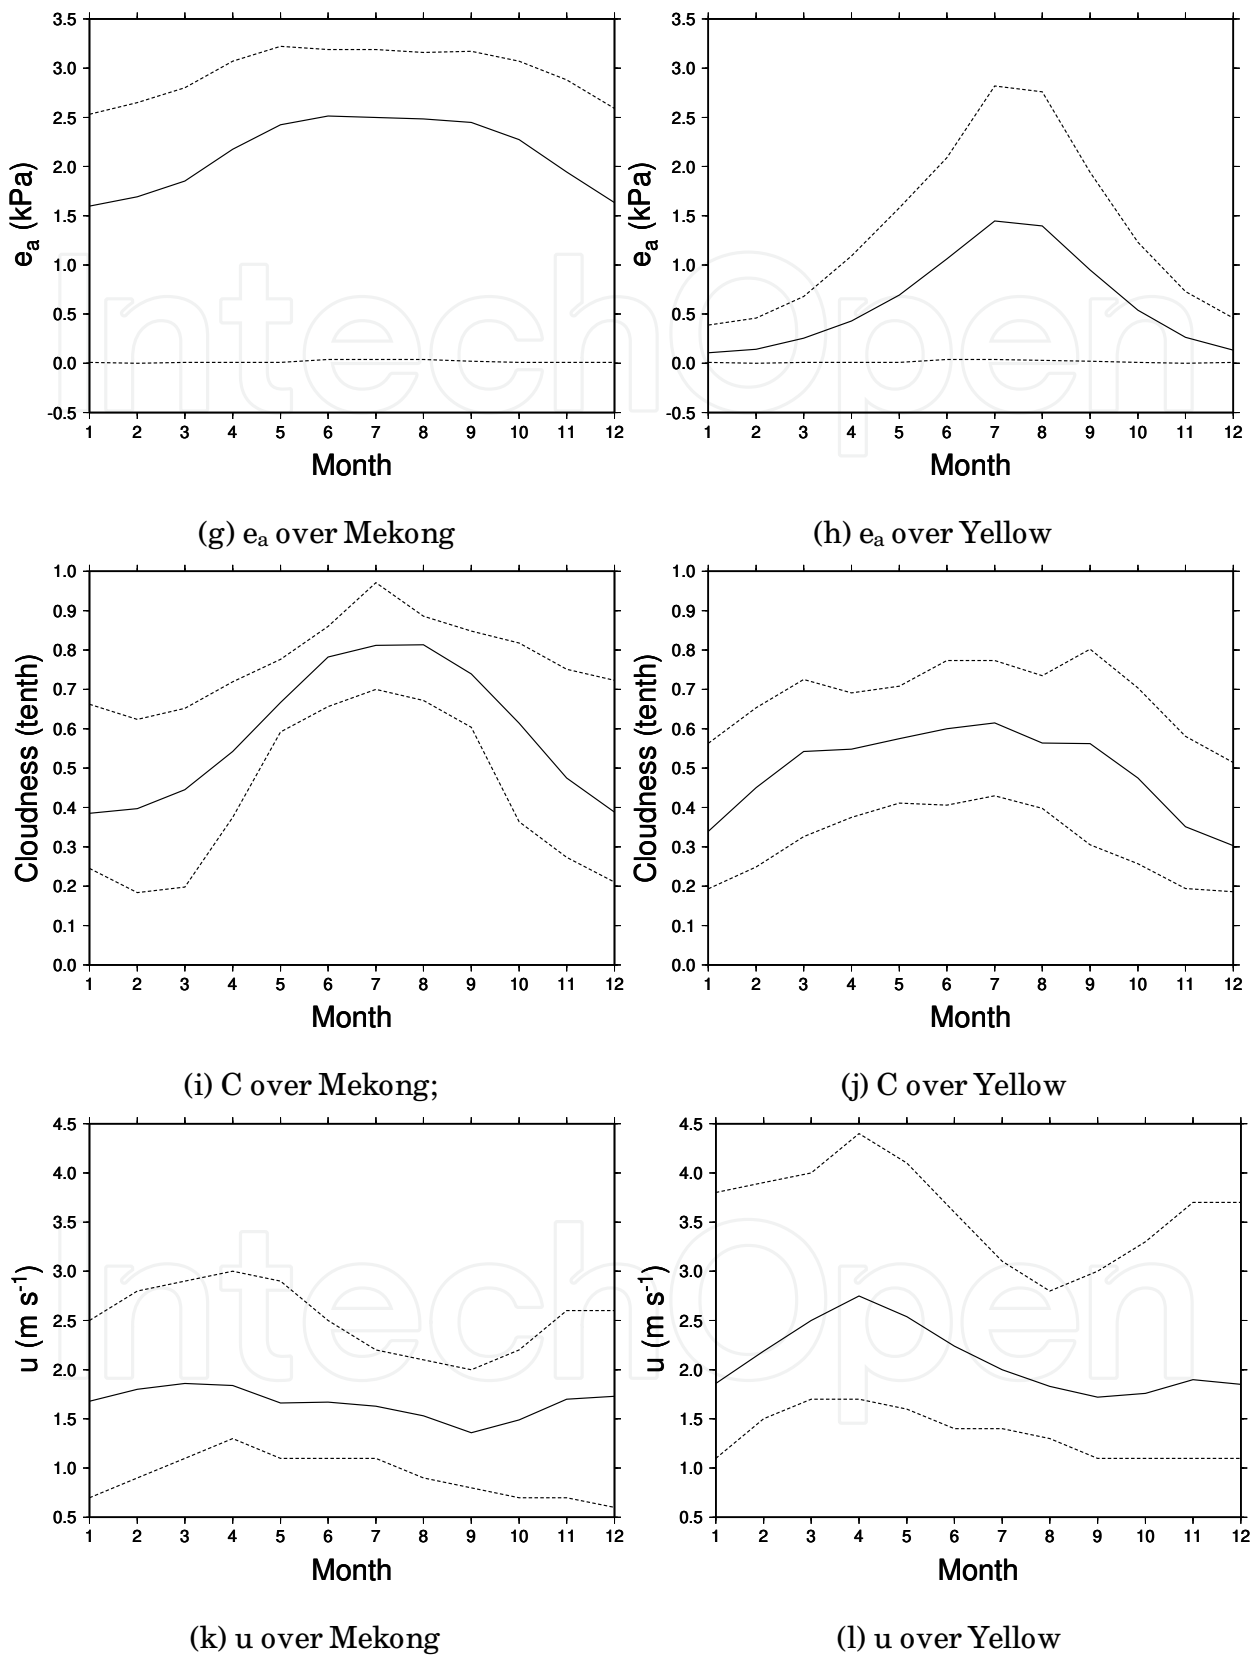 3.5
3.0
2.5
2.0
1.5
1.0
0.5
0.0
-0.5
ea (kPa)
1 2 3 4 5 6 7 8 9 10 11 12
Month
(g) ea over Mekong
3.5
3.0
2.5
2.0
1.5
1.0
0.5
0.0
-0.5
ea (kPa)
1 2 3 4 5 6 7 8 9 10 11 12
Month
(h) ea over Yellow
IntechOpen
1.0
0.9
0.8
0.7
0.6
0.5
0.4
0.3
0.2
0.1
0.0
Cloudness (tenth)
1 2 3 4 5 6 7 8 9 10 11 12
Month
(i) C over Mekong;
1.0
0.9
0.8
0.7
0.6
0.5
0.4
0.3
0.2
0.1
0.0
Cloudness (tenth)
1 2 3 4 5 6 7 8 9 10 11 12
Month
(j) C over Yellow
4.5
4.0
3.5
3.0
2.5
2.0
1.5
1.0
0.5
u (m s-1)
1 2 3 4 5 6 7 8 9 10 11 12
Month
(k) u over Mekong
4.5
4.0
3.5
3.0
2.5
2.0
1.5
1.0
0.5
u (m s-1)
1 2 3 4 5 6 7 8 9 10 11 12
Month
(l) u over Yellow
IntechOpen